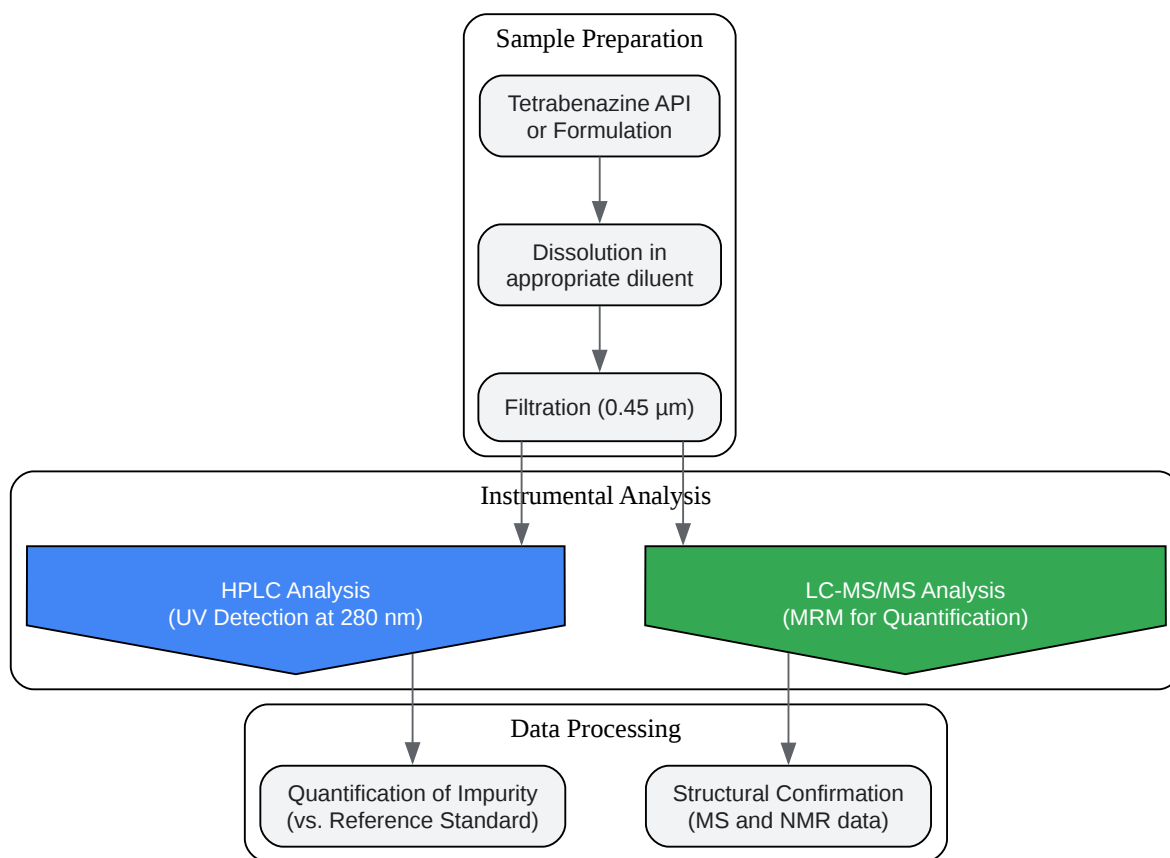 Sample Preparation
Tetrabenazine API
or Formulation
Dissolution in
appropriate diluent
Filtration (0.45 µm)
Instrumental Analysis
HPLC Analysis
(UV Detection at 280 nm)
LC-MS/MS Analysis
(MRM for Quantification)
Data Processing
Quantification of Impurity
(vs. Reference Standard)
Structural Confirmation
(MS and NMR data)